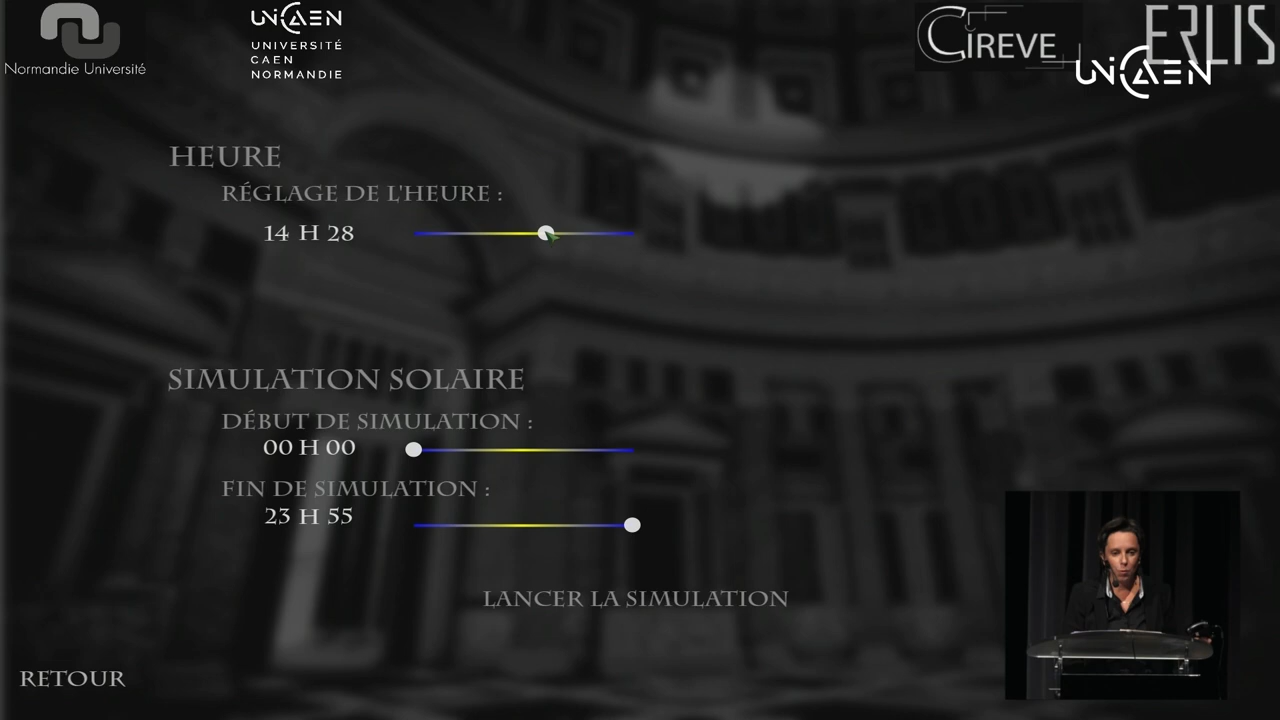 Normandie Université
UNICAEN
UNIVERSITÉ
CAEN
NORMANDIE
CIREVE
ERLIS
UNICAEN
HEURE
RÉGLAGE DE L'HEURE :
14 H 28
SIMULATION SOLAIRE
DÉBUT DE SIMULATION :
00 H 00
FIN DE SIMULATION :
23 H 55
LANCER LA SIMULATION
RETOUR